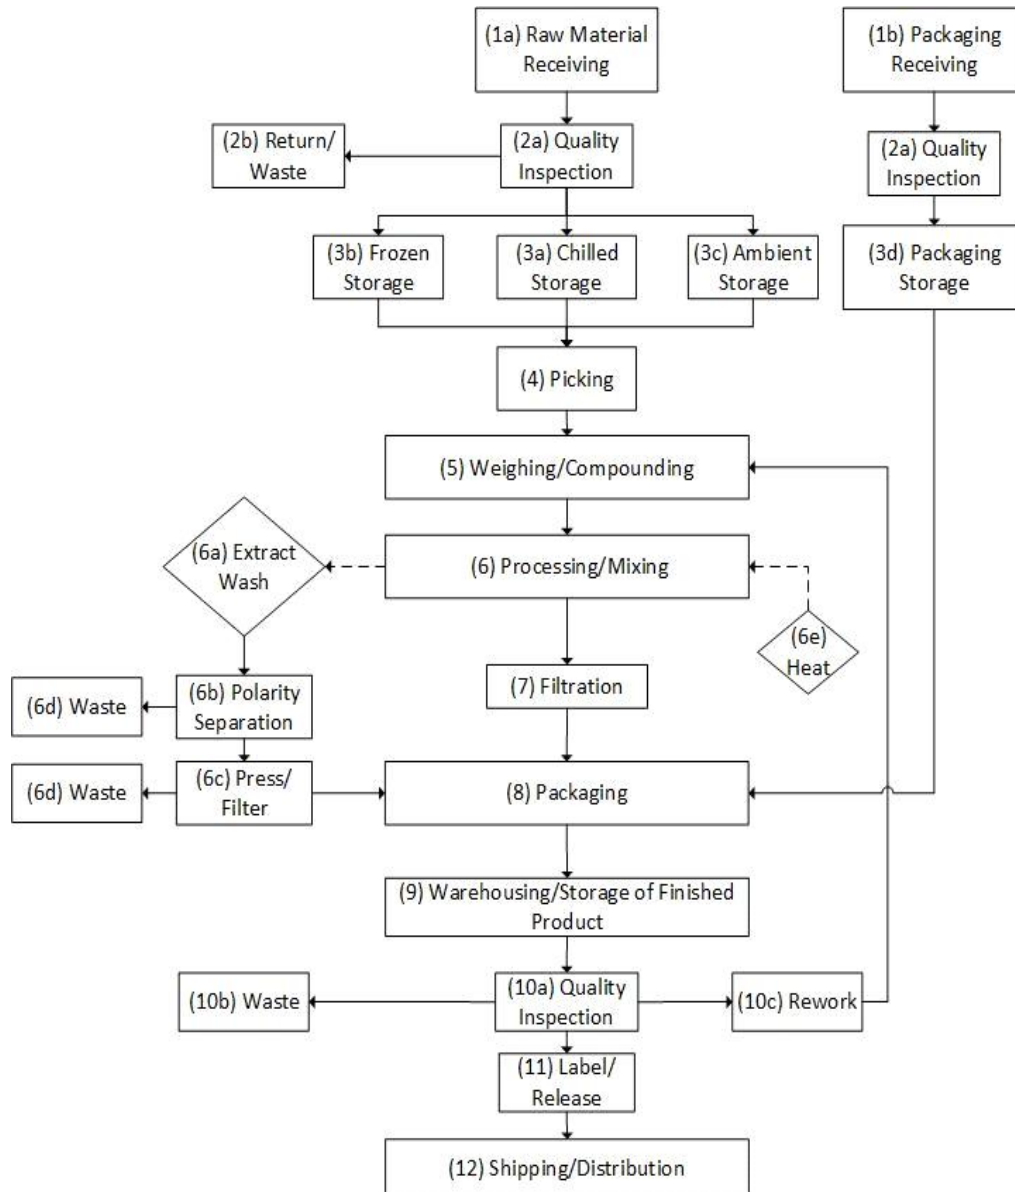 (1a) Raw Material
Receiving
(1b) Packaging
Receiving
(2b) Return/
Waste
(2a) Quality
Inspection
(2a) Quality
Inspection
(3b) Frozen
Storage
(3a) Chilled
Storage
(3c) Ambient
Storage
(3d) Packaging
Storage
(4) Picking
(5) Weighing/Compounding
(6a) Extract
Wash
(6) Processing/Mixing
(6e)
Heat
(6d) Waste
(6b) Polarity
Separation
(7) Filtration
(6d) Waste
(6c) Press/
Filter
(8) Packaging
(9) Warehousing/Storage of Finished
Product
(10b) Waste
(10a) Quality
Inspection
(10c) Rework
(11) Label/
Release
(12) Shipping/Distribution